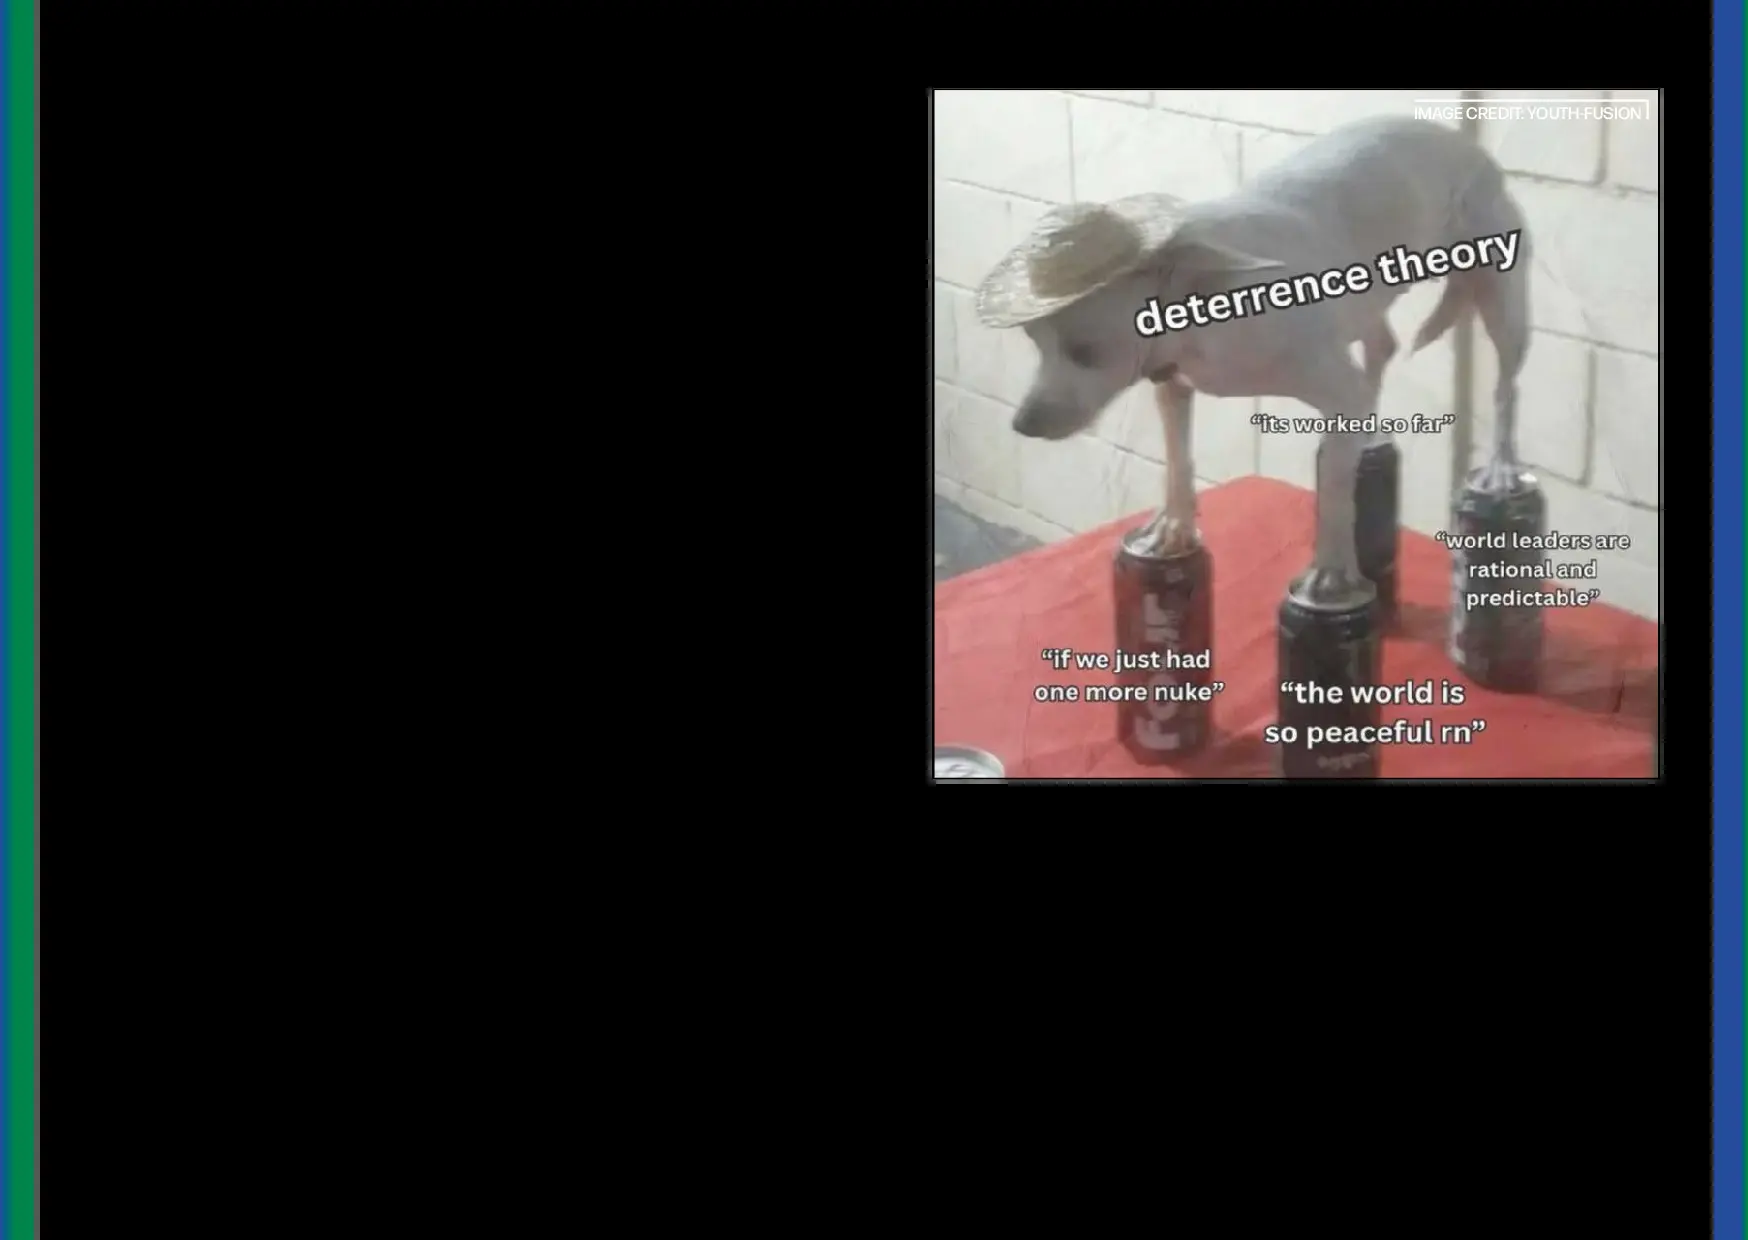 IMAGE CREDIT: YOUTH-FUSION
deterrence theory
“its worked so far”
“world leaders are
rational and
predictable”
“if we just had
one more nuke”
“the world is
so peaceful rn”